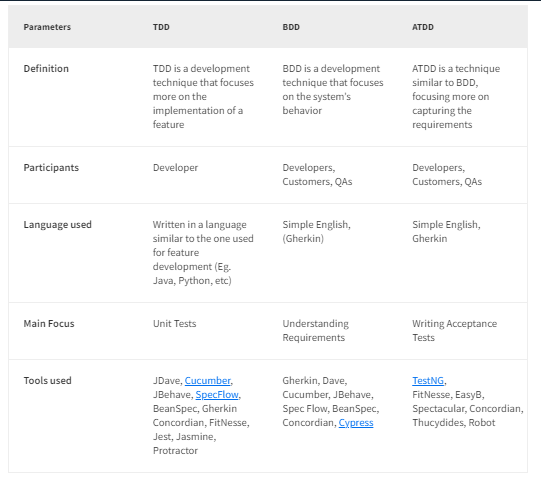 Parameters TDD BDD ATDD
Definition
TDD is a development
technique that focuses
more on the
implementation of a
feature
BDD is a development
technique that focuses
on the system's
behavior
ATDD is a technique
similar to BDD,
focusing more on
capturing the
requirements
Participants
Developer
Developers,
Customers, QAs
Developers,
Customers, QAs
Language used
Written in a language
similar to the one used
for feature
development (Eg.
Java, Python, etc)
Simple English,
(Gherkin)
Simple English,
Gherkin
Main Focus
Unit Tests
Understanding
Requirements
Writing Acceptance
Tests
Tools used
JDave, Cucumber,
JBehave, SpecFlow,
BeanSpec, Gherkin
Concordian, FitNesse,
Jest, Jasmine,
Protractor
Gherkin, Dave,
Cucumber, JBehave,
Spec Flow, BeanSpec,
Concordian, Cypress
TestNG,
FitNesse, EasyB,
Spectacular, Concordian,
Thucydides, Robot